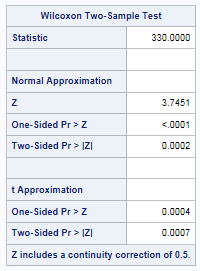 Wilcoxon Two-Sample Test
Statistic 330.0000
Normal Approximation
Z 3.7451
One-Sided Pr > Z <.0001
Two-Sided Pr > |Z| 0.0002
t Approximation
One-Sided Pr > Z 0.0004
Two-Sided Pr > |Z| 0.0007
Z includes a continuity correction of 0.5.